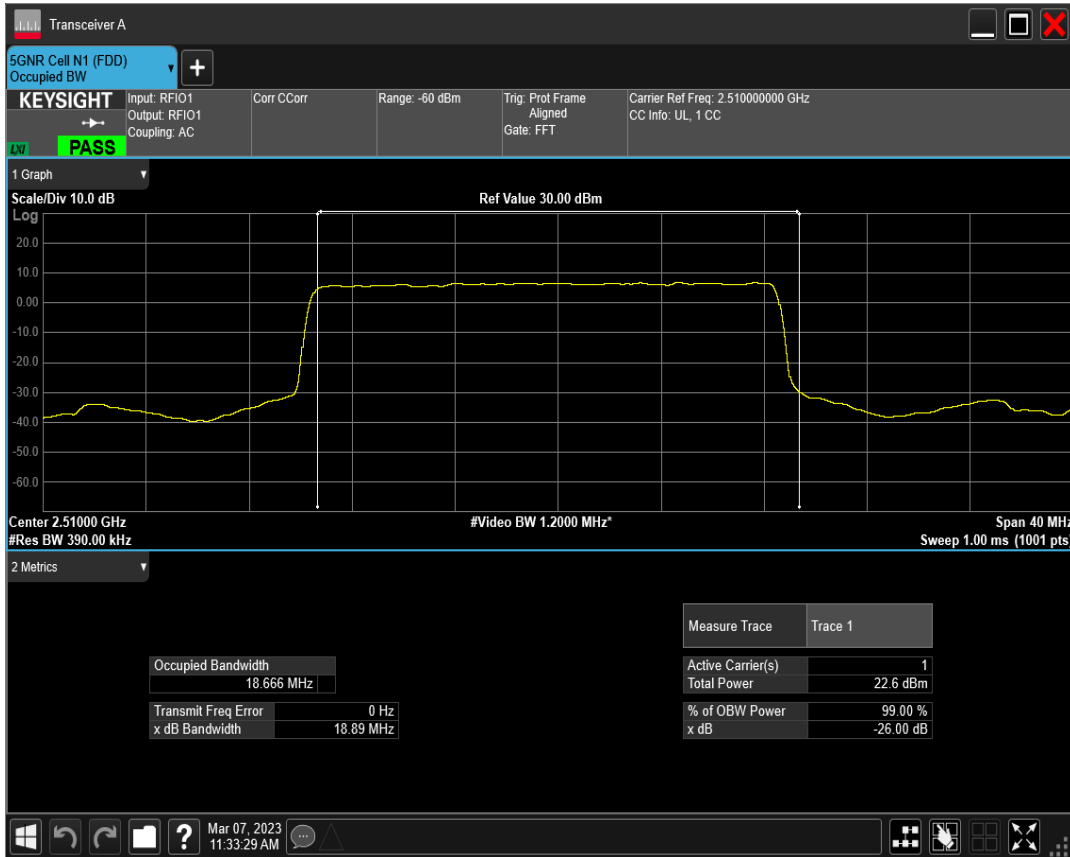 Transceiver A
5GNR Cell N1 (FDD)
Occupied BW
+
KEYSIGHT
LXI
PASS
Input: RFIO1
Output: RFIO1
Coupling: AC
Corr CCorr
Range: -60 dBm
Trig: Prot Frame
Aligned
Gate: FFT
Carrier Ref Freq: 2.510000000 GHz
CC Info: UL, 1 CC
1 Graph
Scale/Div 10.0 dB
Ref Value 30.00 dBm
Log
20.0
10.0
0.00
-10.0
-20.0
-30.0
-40.0
-50.0
-60.0
Center 2.51000 GHz
#Video BW 1.2000 MHz*
Span 40 MHz
#Res BW 390.00 kHz
Sweep 1.00 ms (1001 pts)
2 Metrics
Measure Trace Trace 1
Occupied Bandwidth
18.666 MHz
Active Carrier(s) 1
Total Power 22.6 dBm
Transmit Freq Error 0 Hz
x dB Bandwidth 18.89 MHz
% of OBW Power 99.00 %
x dB -26.00 dB
?
Mar 07, 2023
11:33:29 AM